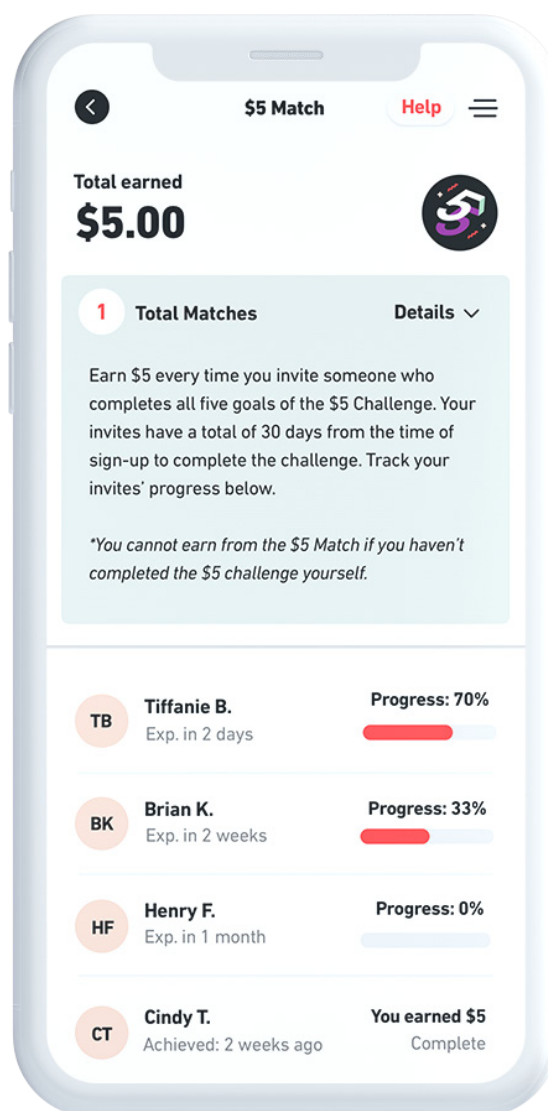 $5 Match
Help
Total earned
$5.00
5
1
Total Matches
Details
Earn $5 every time you invite someone who
completes all five goals of the $5 Challenge. Your
invites have a total of 30 days from the time of
sign-up to complete the challenge. Track your
invites’ progress below.
*You cannot earn from the $5 Match if you haven't
completed the $5 challenge yourself.
TB
Tiffanie B.
Exp. in 2 days
Progress: 70%
BK
Brian K.
Exp. in 2 weeks
Progress: 33%
HF
Henry F.
Exp. in 1 month
Progress: 0%
CT
Cindy T.
Achieved: 2 weeks ago
You earned $5
Complete